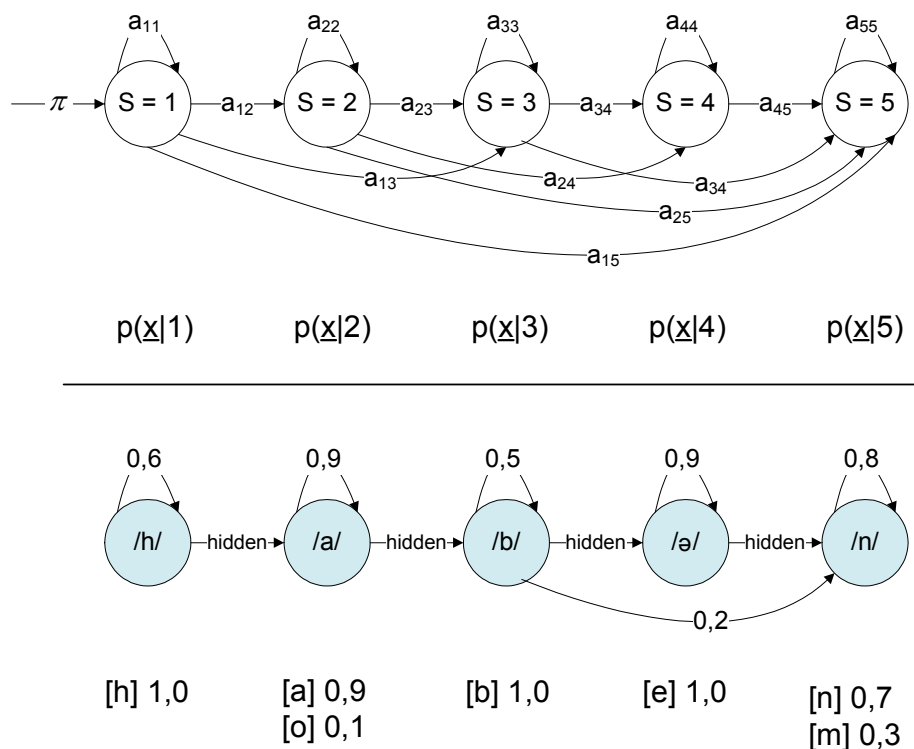 a11 a22 a33 a44 a55
π S = 1 a12 S = 2 a23 S = 3 a34 S = 4 a45 S = 5
a13 a24 a34
a25
a15
p(x|1) p(x|2) p(x|3) p(x|4) p(x|5)
0,6 0,9 0,5 0,9 0,8
/h/ hidden /a/ hidden /b/ hidden /ə/ hidden /n/
0,2
[h] 1,0 [a] 0,9 [b] 1,0 [e] 1,0 [n] 0,7
[o] 0,1 [m] 0,3